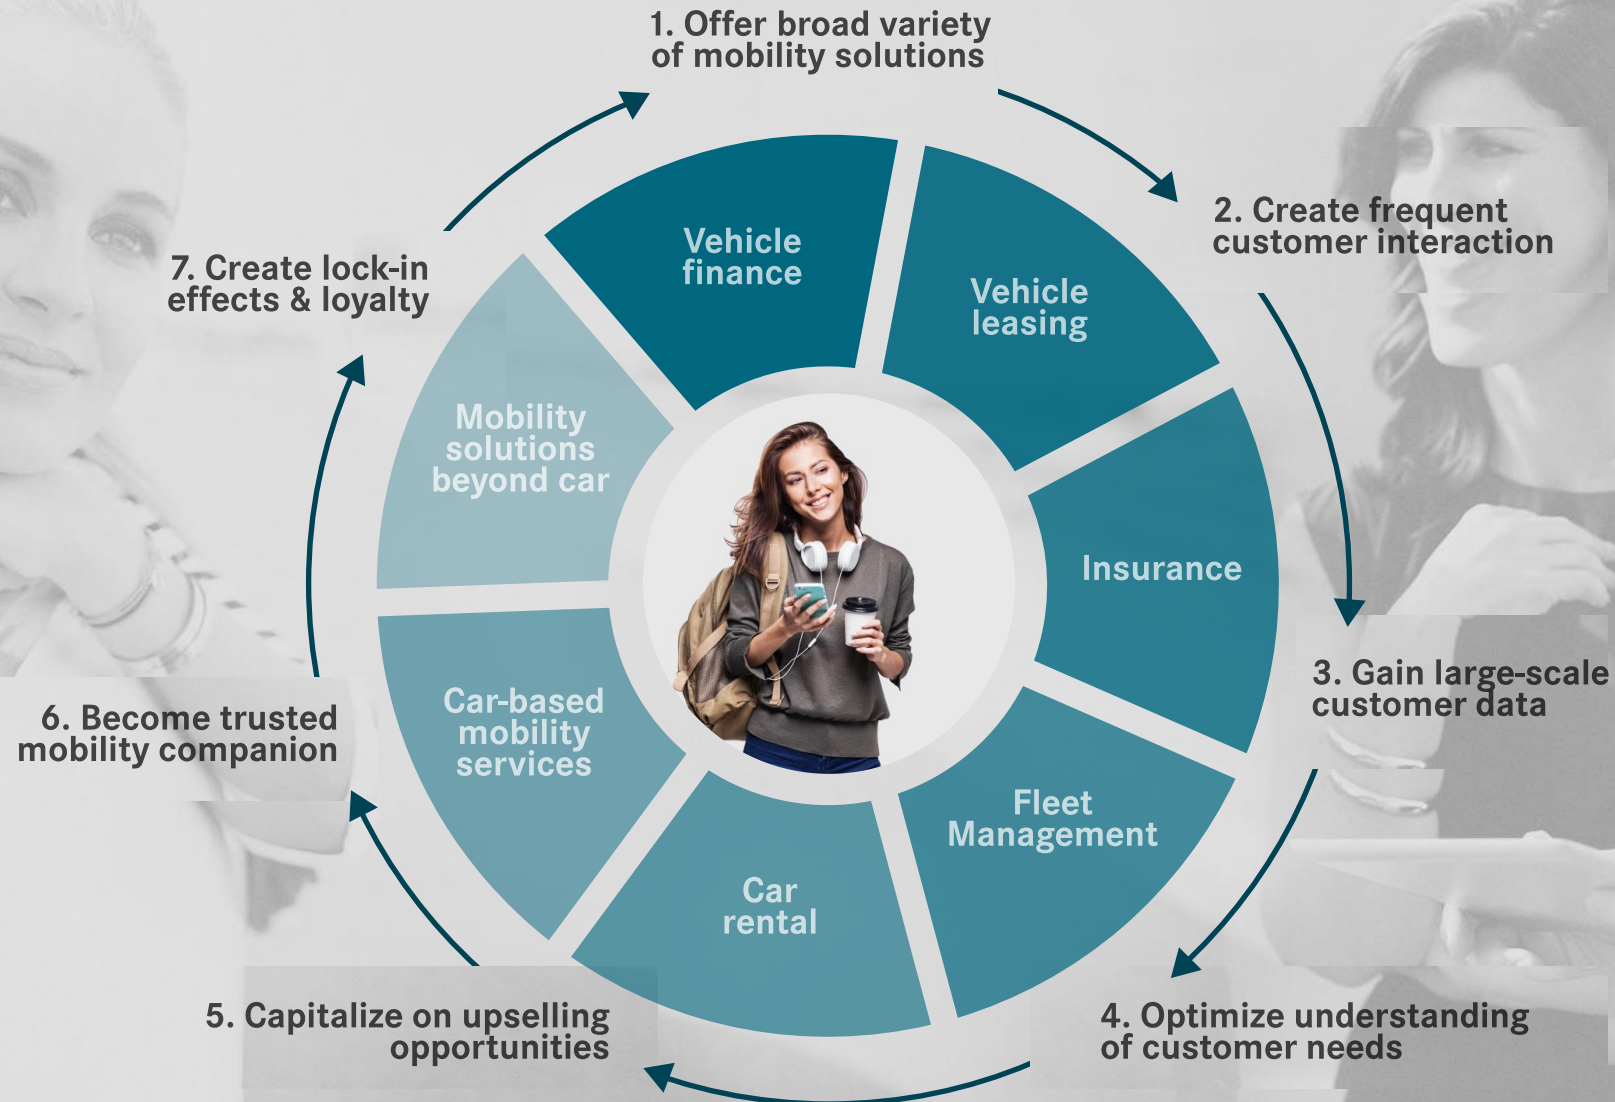 1. Offer broad variety
of mobility solutions
2. Create frequent
customer interaction
3. Gain large-scale
customer data
4. Optimize understanding
of customer needs
5. Capitalize on upselling
opportunities
6. Become trusted
mobility companion
7. Create lock-in
effects & loyalty
Vehicle
finance
Vehicle
leasing
Insurance
Fleet
Management
Car
rental
Car-based
mobility
services
Mobility
solutions
beyond car